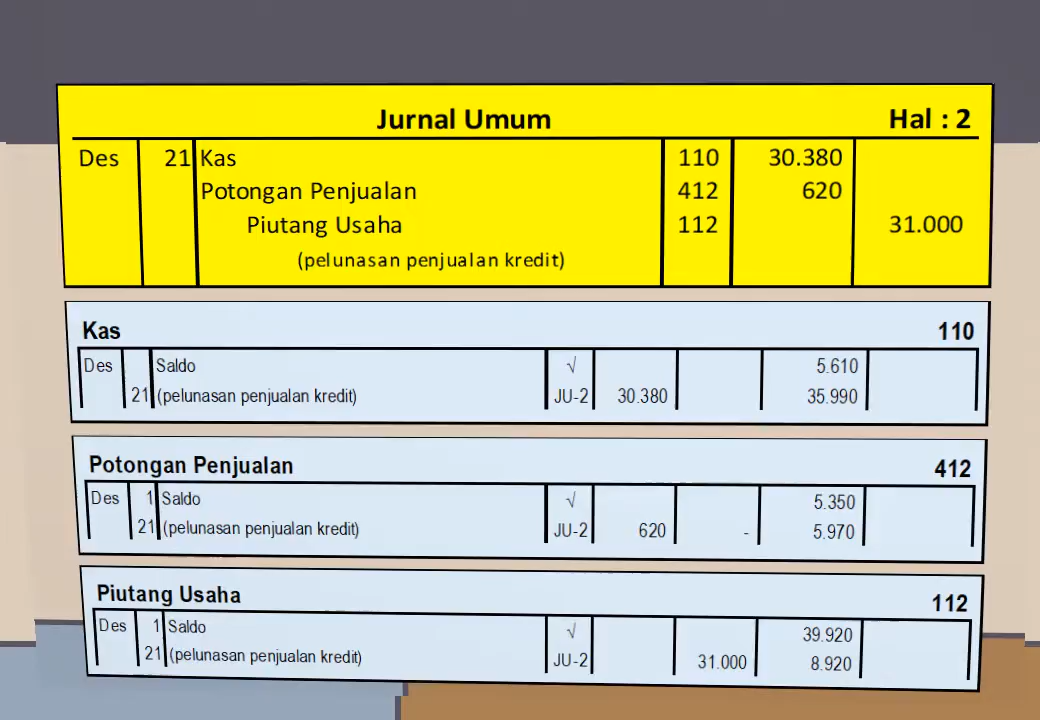 Jurnal Umum Hal : 2
Des 21 Kas 110 30.380
Potongan Penjualan 412 620
Piutang Usaha 112 31.000
(pelunasan penjualan kredit)
Kas 110
Des Saldo √ 5.610
21 (pelunasan penjualan kredit) JU-2 30.380 35.990
Potongan Penjualan 412
Des 1 Saldo √ 5.350
21 (pelunasan penjualan kredit) JU-2 620 - 5.970
Piutang Usaha 112
Des 1 Saldo √ 39.920
21 (pelunasan penjualan kredit) JU-2 31.000 8.920